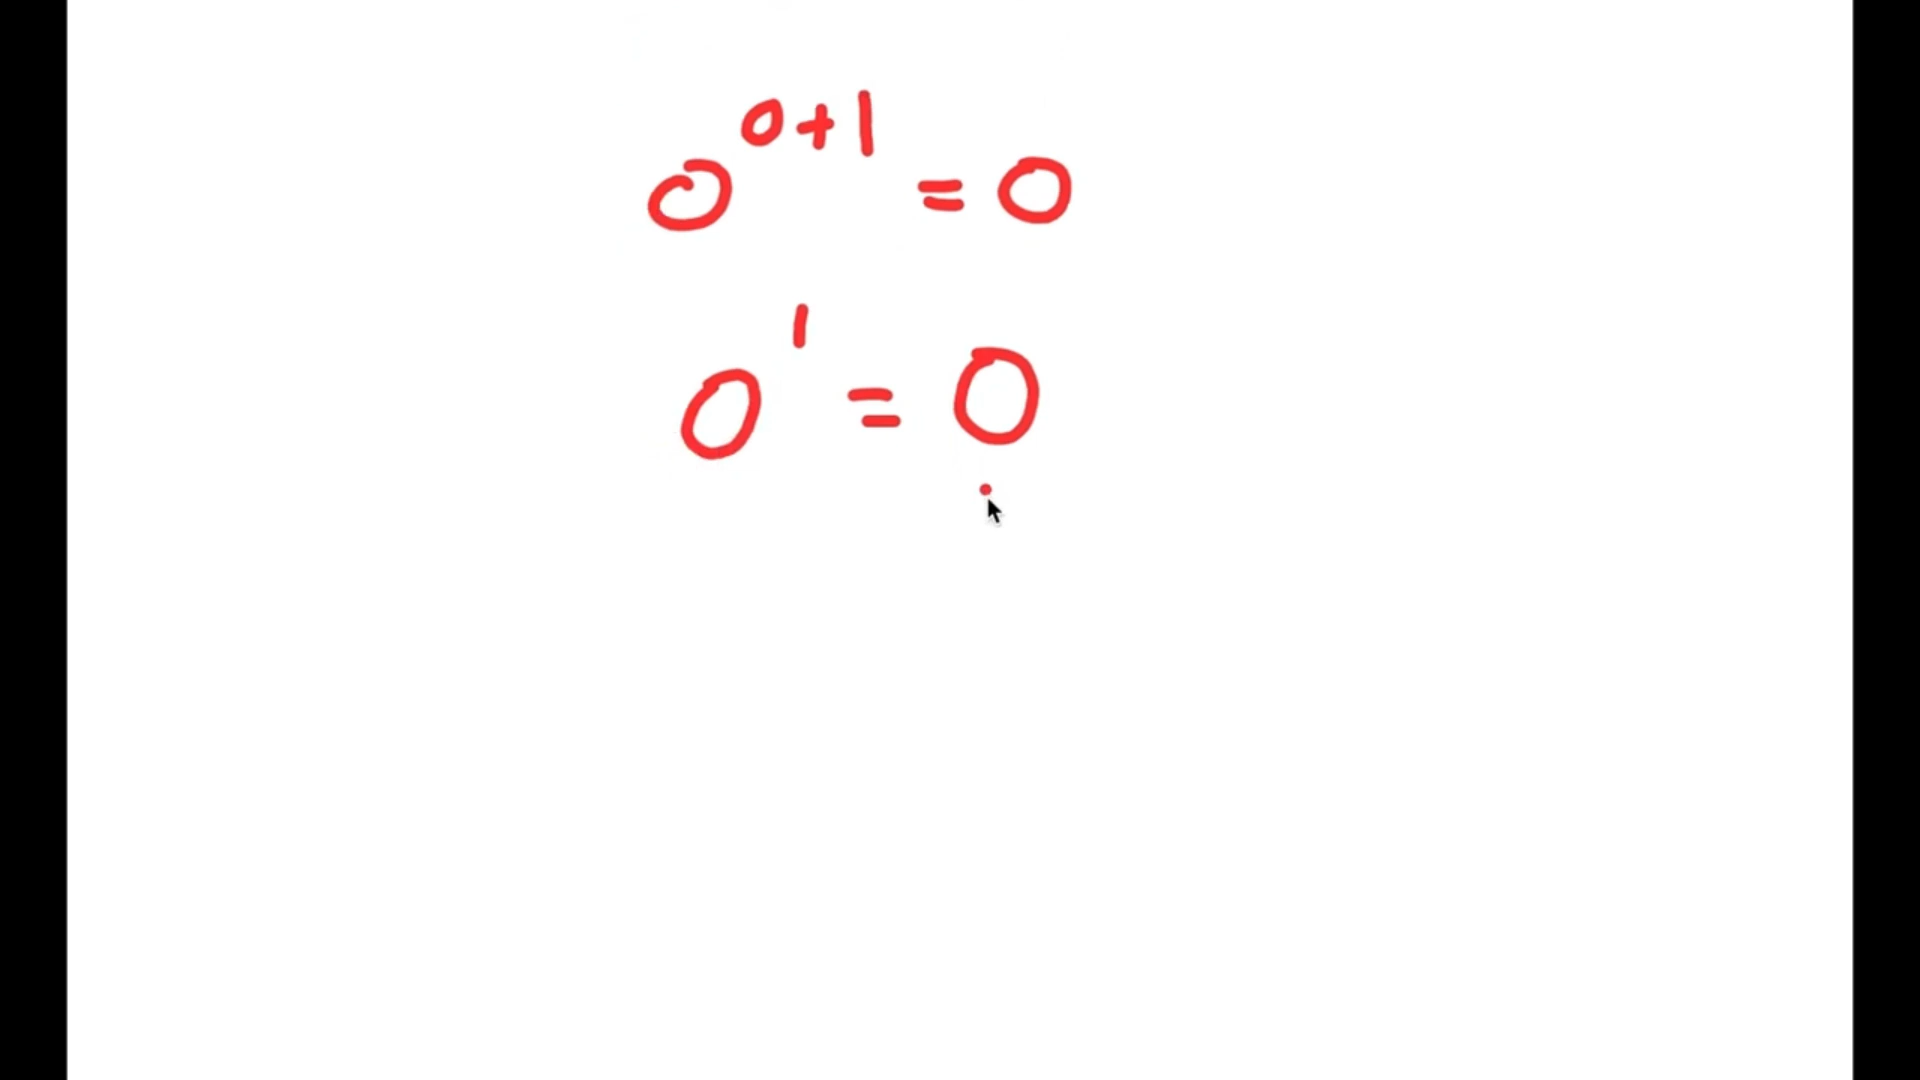 0^{0+1} = 0
0^1 = 0